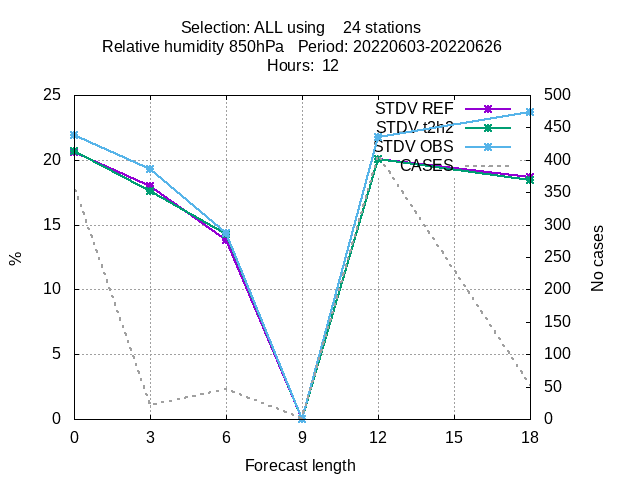 Selection: ALL using    24 stations
Relative humidity 850hPa   Period: 20220603-20220626
Hours:  12
STDV REF
STDV t2h2
STDV OBS
CASES
25
20
15
10
5
0
500
450
400
350
300
250
200
150
100
50
0
%
No cases
0 3 6 9 12 15 18
Forecast length